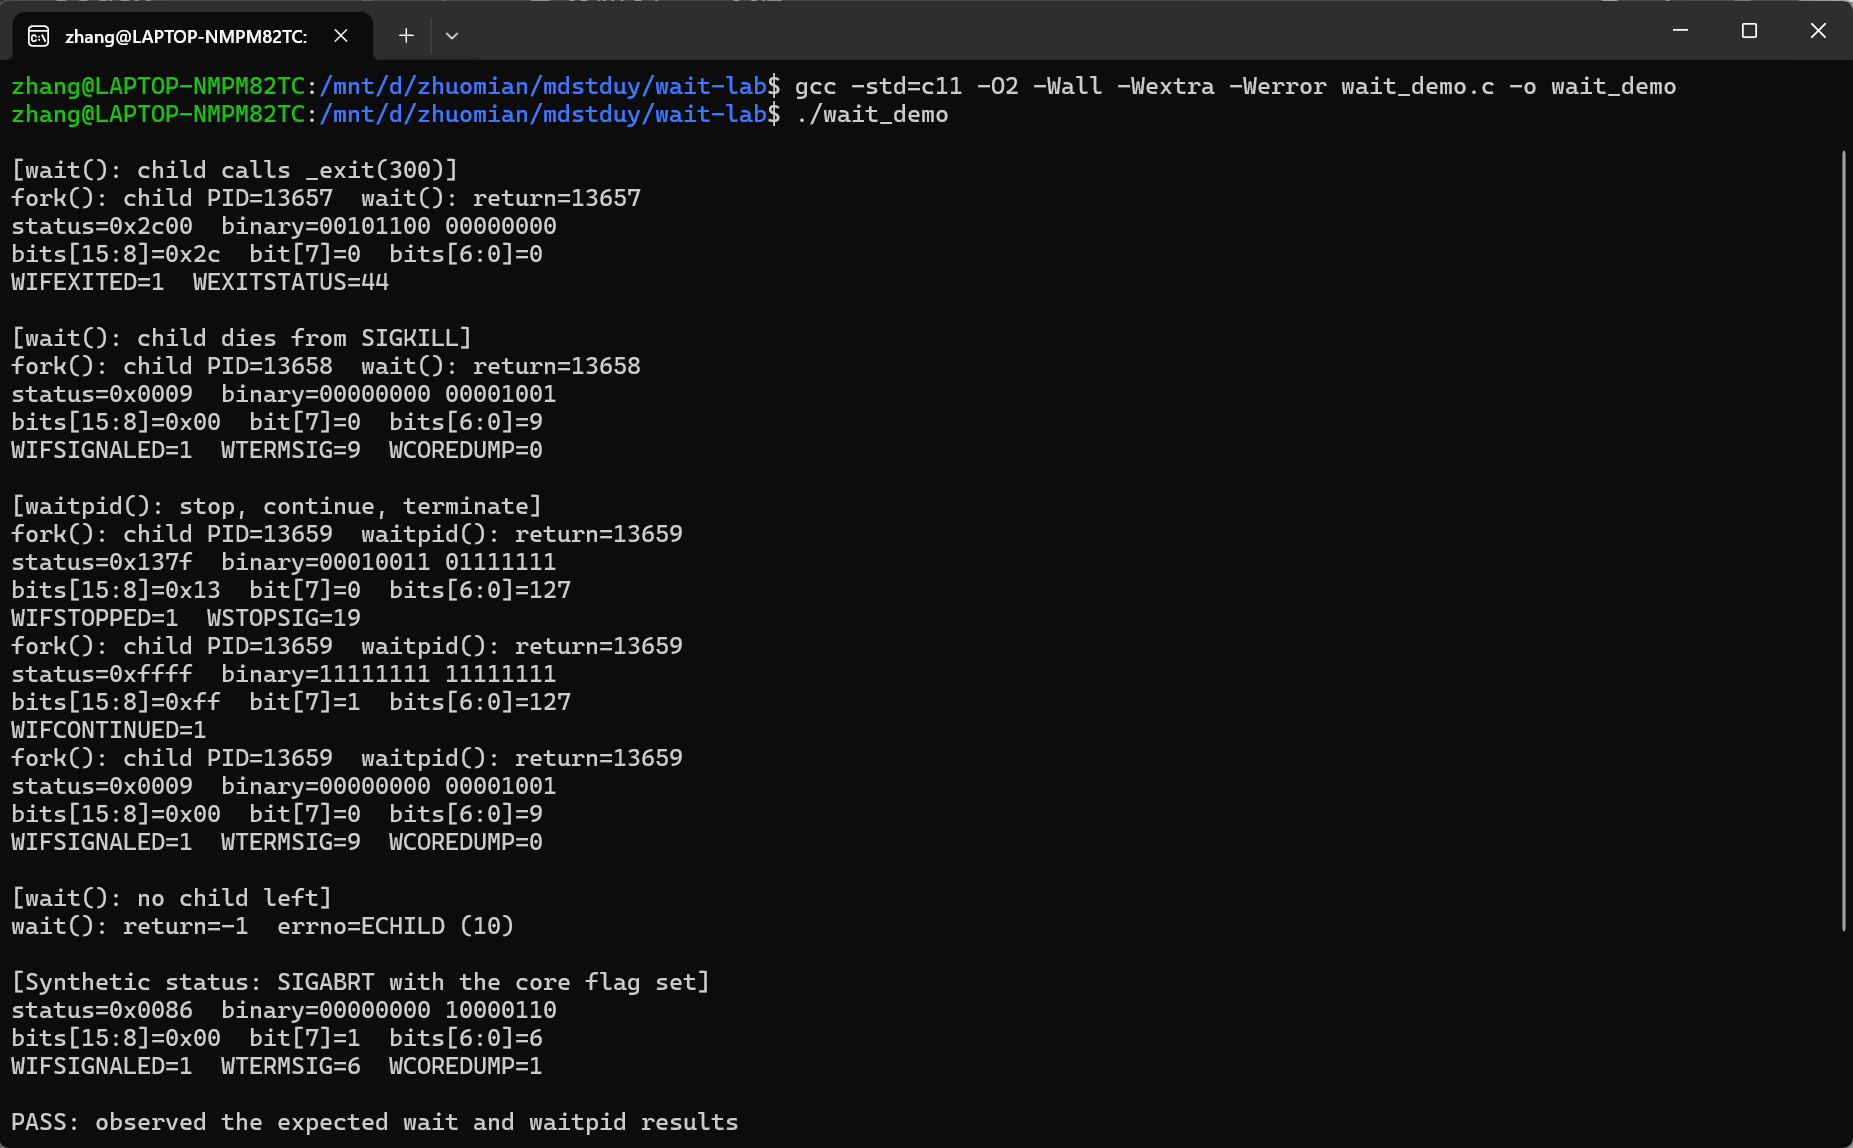 zhang@LAPTOP-NMPM82TC:
zhang@LAPTOP-NMPM82TC:/mnt/d/zhuomian/mdstduy/wait-lab$ gcc -std=c11 -O2 -Wall -Wextra -Werror wait_demo.c -o wait_demo
zhang@LAPTOP-NMPM82TC:/mnt/d/zhuomian/mdstduy/wait-lab$ ./wait_demo
[wait(): child calls _exit(300)]
fork(): child PID=13657  wait(): return=13657
status=0x2c00  binary=00101100 00000000
bits[15:8]=0x2c  bit[7]=0  bits[6:0]=0
WIFEXITED=1  WEXITSTATUS=44
[wait(): child dies from SIGKILL]
fork(): child PID=13658  wait(): return=13658
status=0x0009  binary=00000000 00001001
bits[15:8]=0x00  bit[7]=0  bits[6:0]=9
WIFSIGNALED=1  WTERMSIG=9  WCOREDUMP=0
[waitpid(): stop, continue, terminate]
fork(): child PID=13659  waitpid(): return=13659
status=0x137f  binary=00010011 01111111
bits[15:8]=0x13  bit[7]=0  bits[6:0]=127
WIFSTOPPED=1  WSTOPSIG=19
fork(): child PID=13659  waitpid(): return=13659
status=0xffff  binary=11111111 11111111
bits[15:8]=0xff  bit[7]=1  bits[6:0]=127
WIFCONTINUED=1
fork(): child PID=13659  waitpid(): return=13659
status=0x0009  binary=00000000 00001001
bits[15:8]=0x00  bit[7]=0  bits[6:0]=9
WIFSIGNALED=1  WTERMSIG=9  WCOREDUMP=0
[wait(): no child left]
wait(): return=-1  errno=ECHILD (10)
[Synthetic status: SIGABRT with the core flag set]
status=0x0086  binary=00000000 10000110
bits[15:8]=0x00  bit[7]=1  bits[6:0]=6
WIFSIGNALED=1  WTERMSIG=6  WCOREDUMP=1
PASS: observed the expected wait and waitpid results